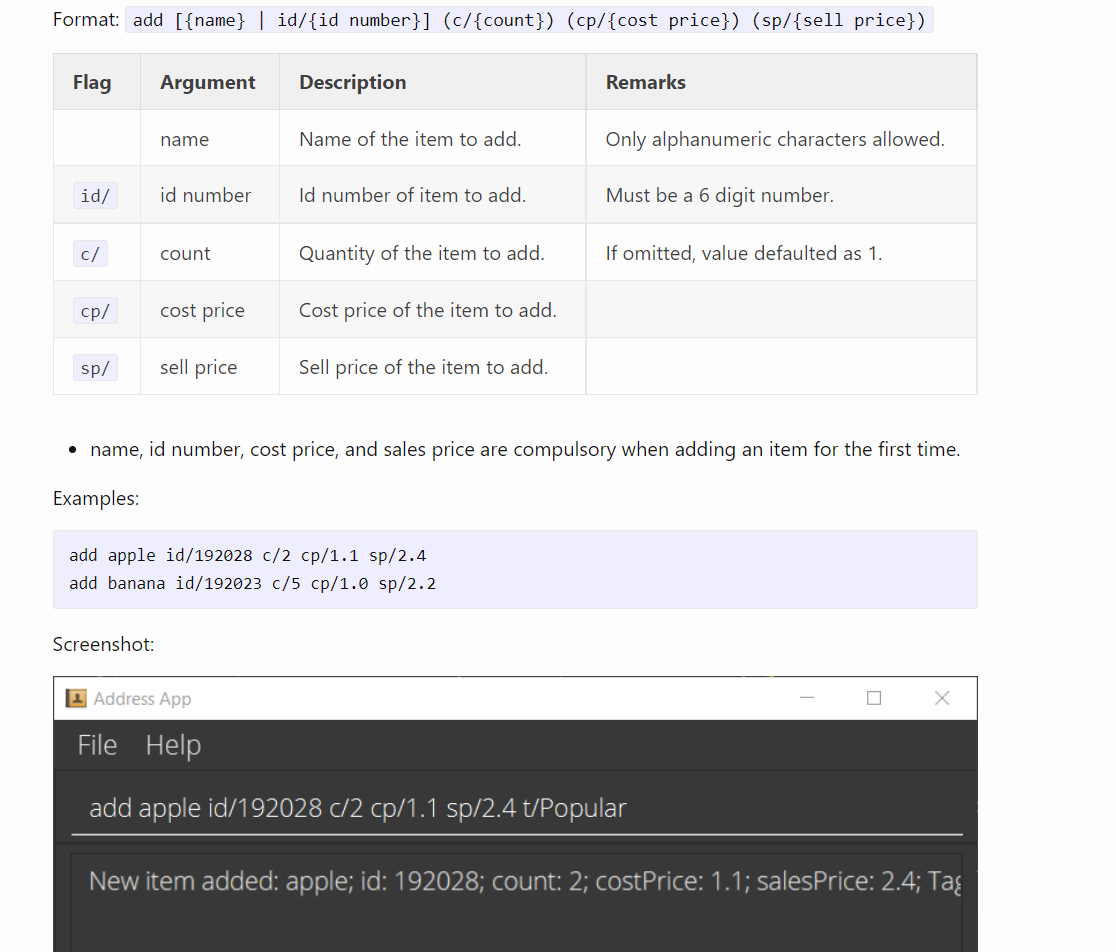 Format: add [{name} | id/{id number}] (c/{count}) (cp/{cost price}) (sp/{sell price})
Flag Argument Description Remarks
name Name of the item to add. Only alphanumeric characters allowed.
id/ id number Id number of item to add. Must be a 6 digit number.
c/ count Quantity of the item to add. If omitted, value defaulted as 1.
cp/ cost price Cost price of the item to add.
sp/ sell price Sell price of the item to add.
• name, id number, cost price, and sales price are compulsory when adding an item for the first time.
Examples:
add apple id/192028 c/2 cp/1.1 sp/2.4
add banana id/192023 c/5 cp/1.0 sp/2.2
Screenshot:
Address App
File Help
add apple id/192028 c/2 cp/1.1 sp/2.4 t/Popular
New item added: apple; id: 192028; count: 2; costPrice: 1.1; salesPrice: 2.4; Tag